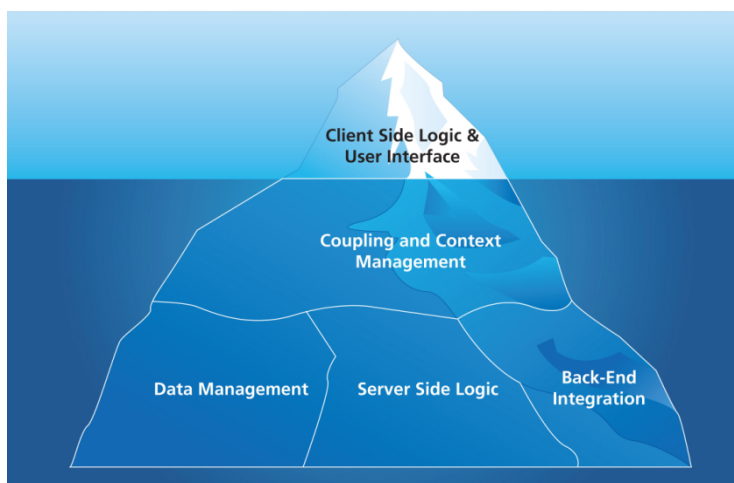 Client Side Logic &
User Interface
Coupling and Context
Management
Data Management
Server Side Logic
Back-End
Integration